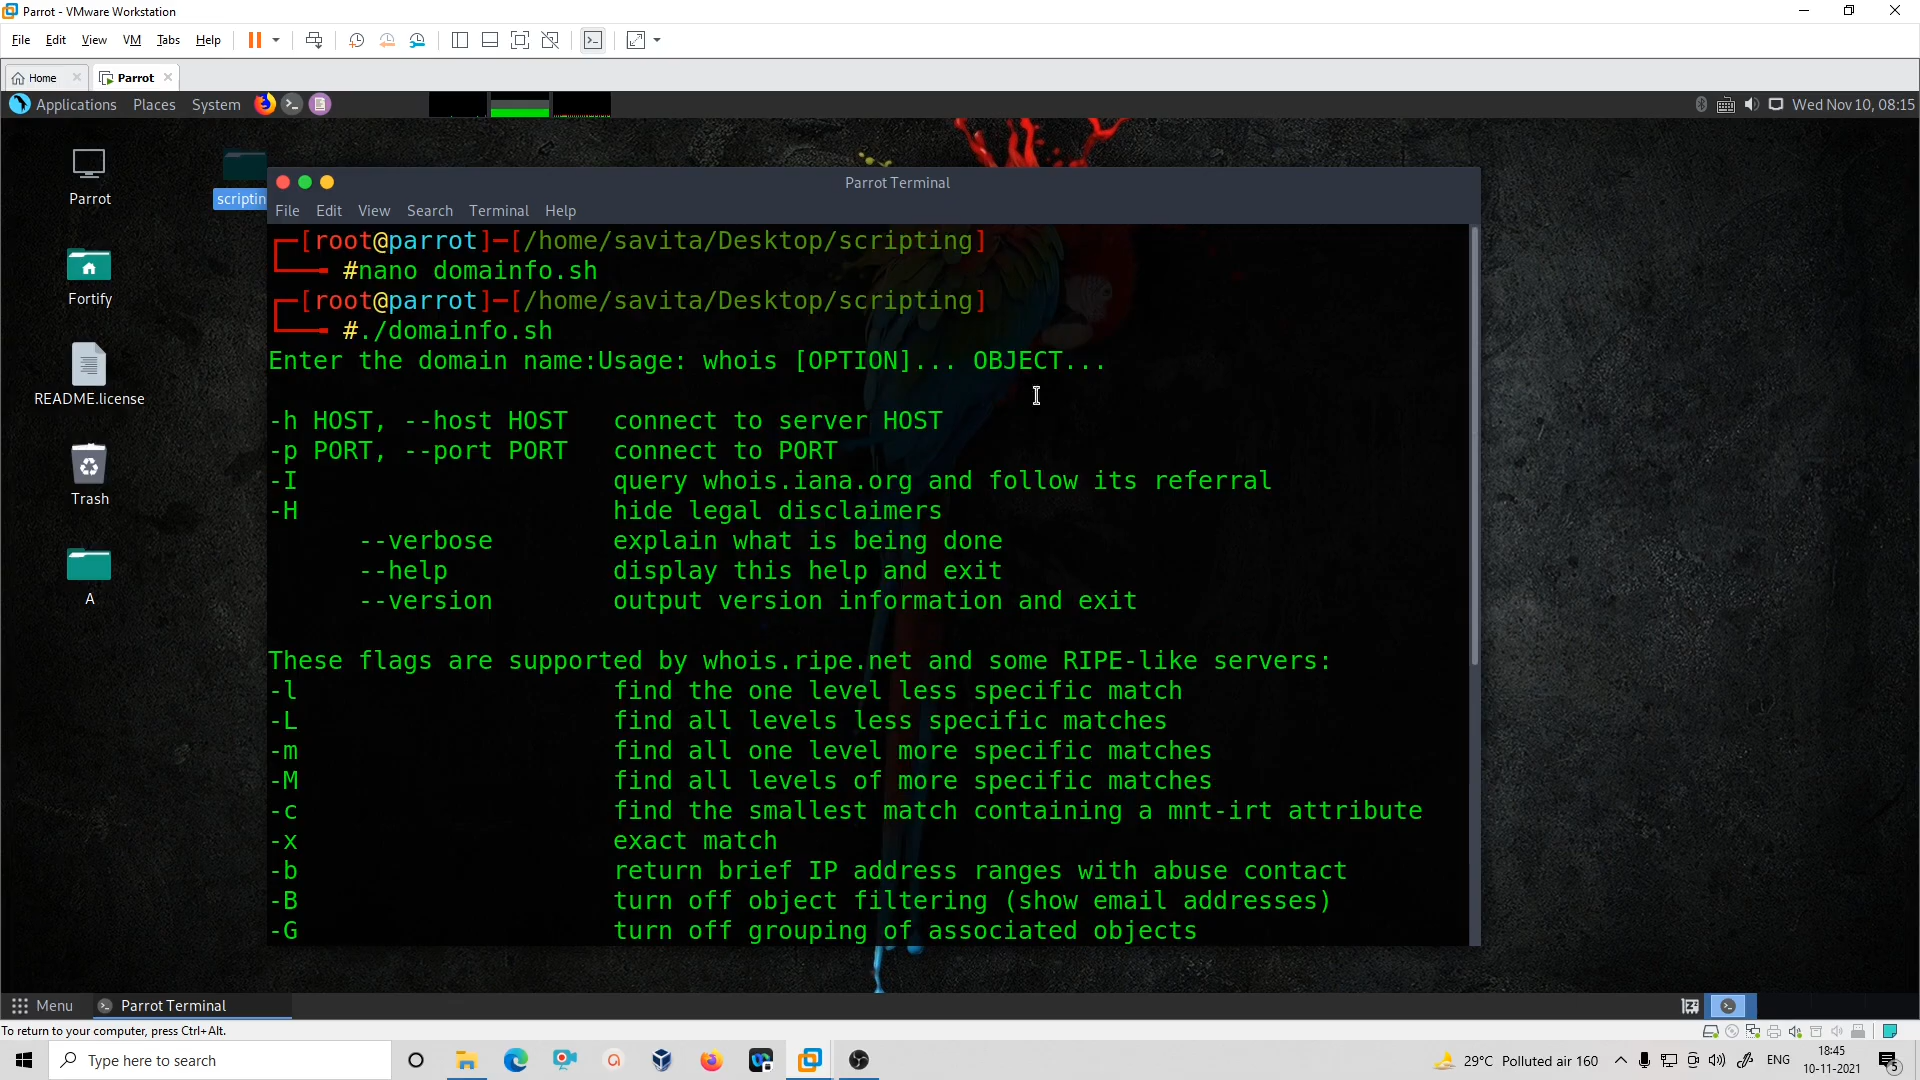 Parrot - VMware Workstation
File Edit View VM Tabs Help
Home Parrot
Applications Places System Wed Nov 10, 08:15
Parrot
scriptin
Fortify
README.license
Trash
A
Parrot Terminal
File Edit View Search Terminal Help
[root@parrot]-[/home/savita/Desktop/scripting]
#nano domainfo.sh
[root@parrot]-[/home/savita/Desktop/scripting]
#./domainfo.sh
Enter the domain name:Usage: whois [OPTION]... OBJECT...
-h HOST, --host HOST connect to server HOST
-p PORT, --port PORT connect to PORT
-I query whois.iana.org and follow its referral
-H hide legal disclaimers
--verbose explain what is being done
--help display this help and exit
--version output version information and exit
These flags are supported by whois.ripe.net and some RIPE-like servers:
-l find the one level less specific match
-L find all levels less specific matches
-m find all one level more specific matches
-M find all levels of more specific matches
-c find the smallest match containing a mnt-irt attribute
-x exact match
-b return brief IP address ranges with abuse contact
-B turn off object filtering (show email addresses)
-G turn off grouping of associated objects
Menu Parrot Terminal
To return to your computer, press Ctrl+Alt.
Type here to search
29°C Polluted air 160 ENG 18:45
10-11-2021
5